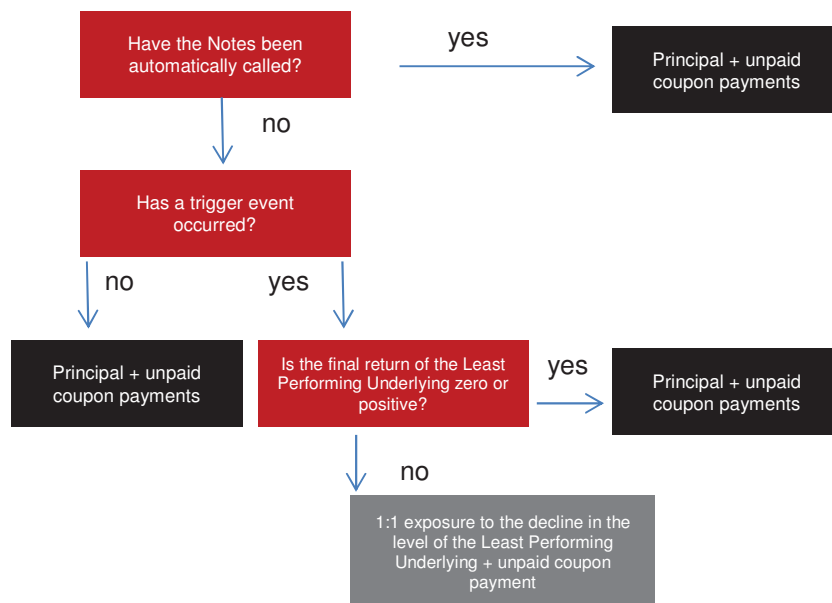 Have the Notes been
automatically called?
yes
Principal + unpaid
coupon payments
no
Has a trigger event
occurred?
no
yes
Principal + unpaid
coupon payments
Is the final return of the Least
Performing Underlying zero or
positive?
yes
Principal + unpaid
coupon payments
no
1:1 exposure to the decline in the
level of the Least Performing
Underlying + unpaid coupon
payment